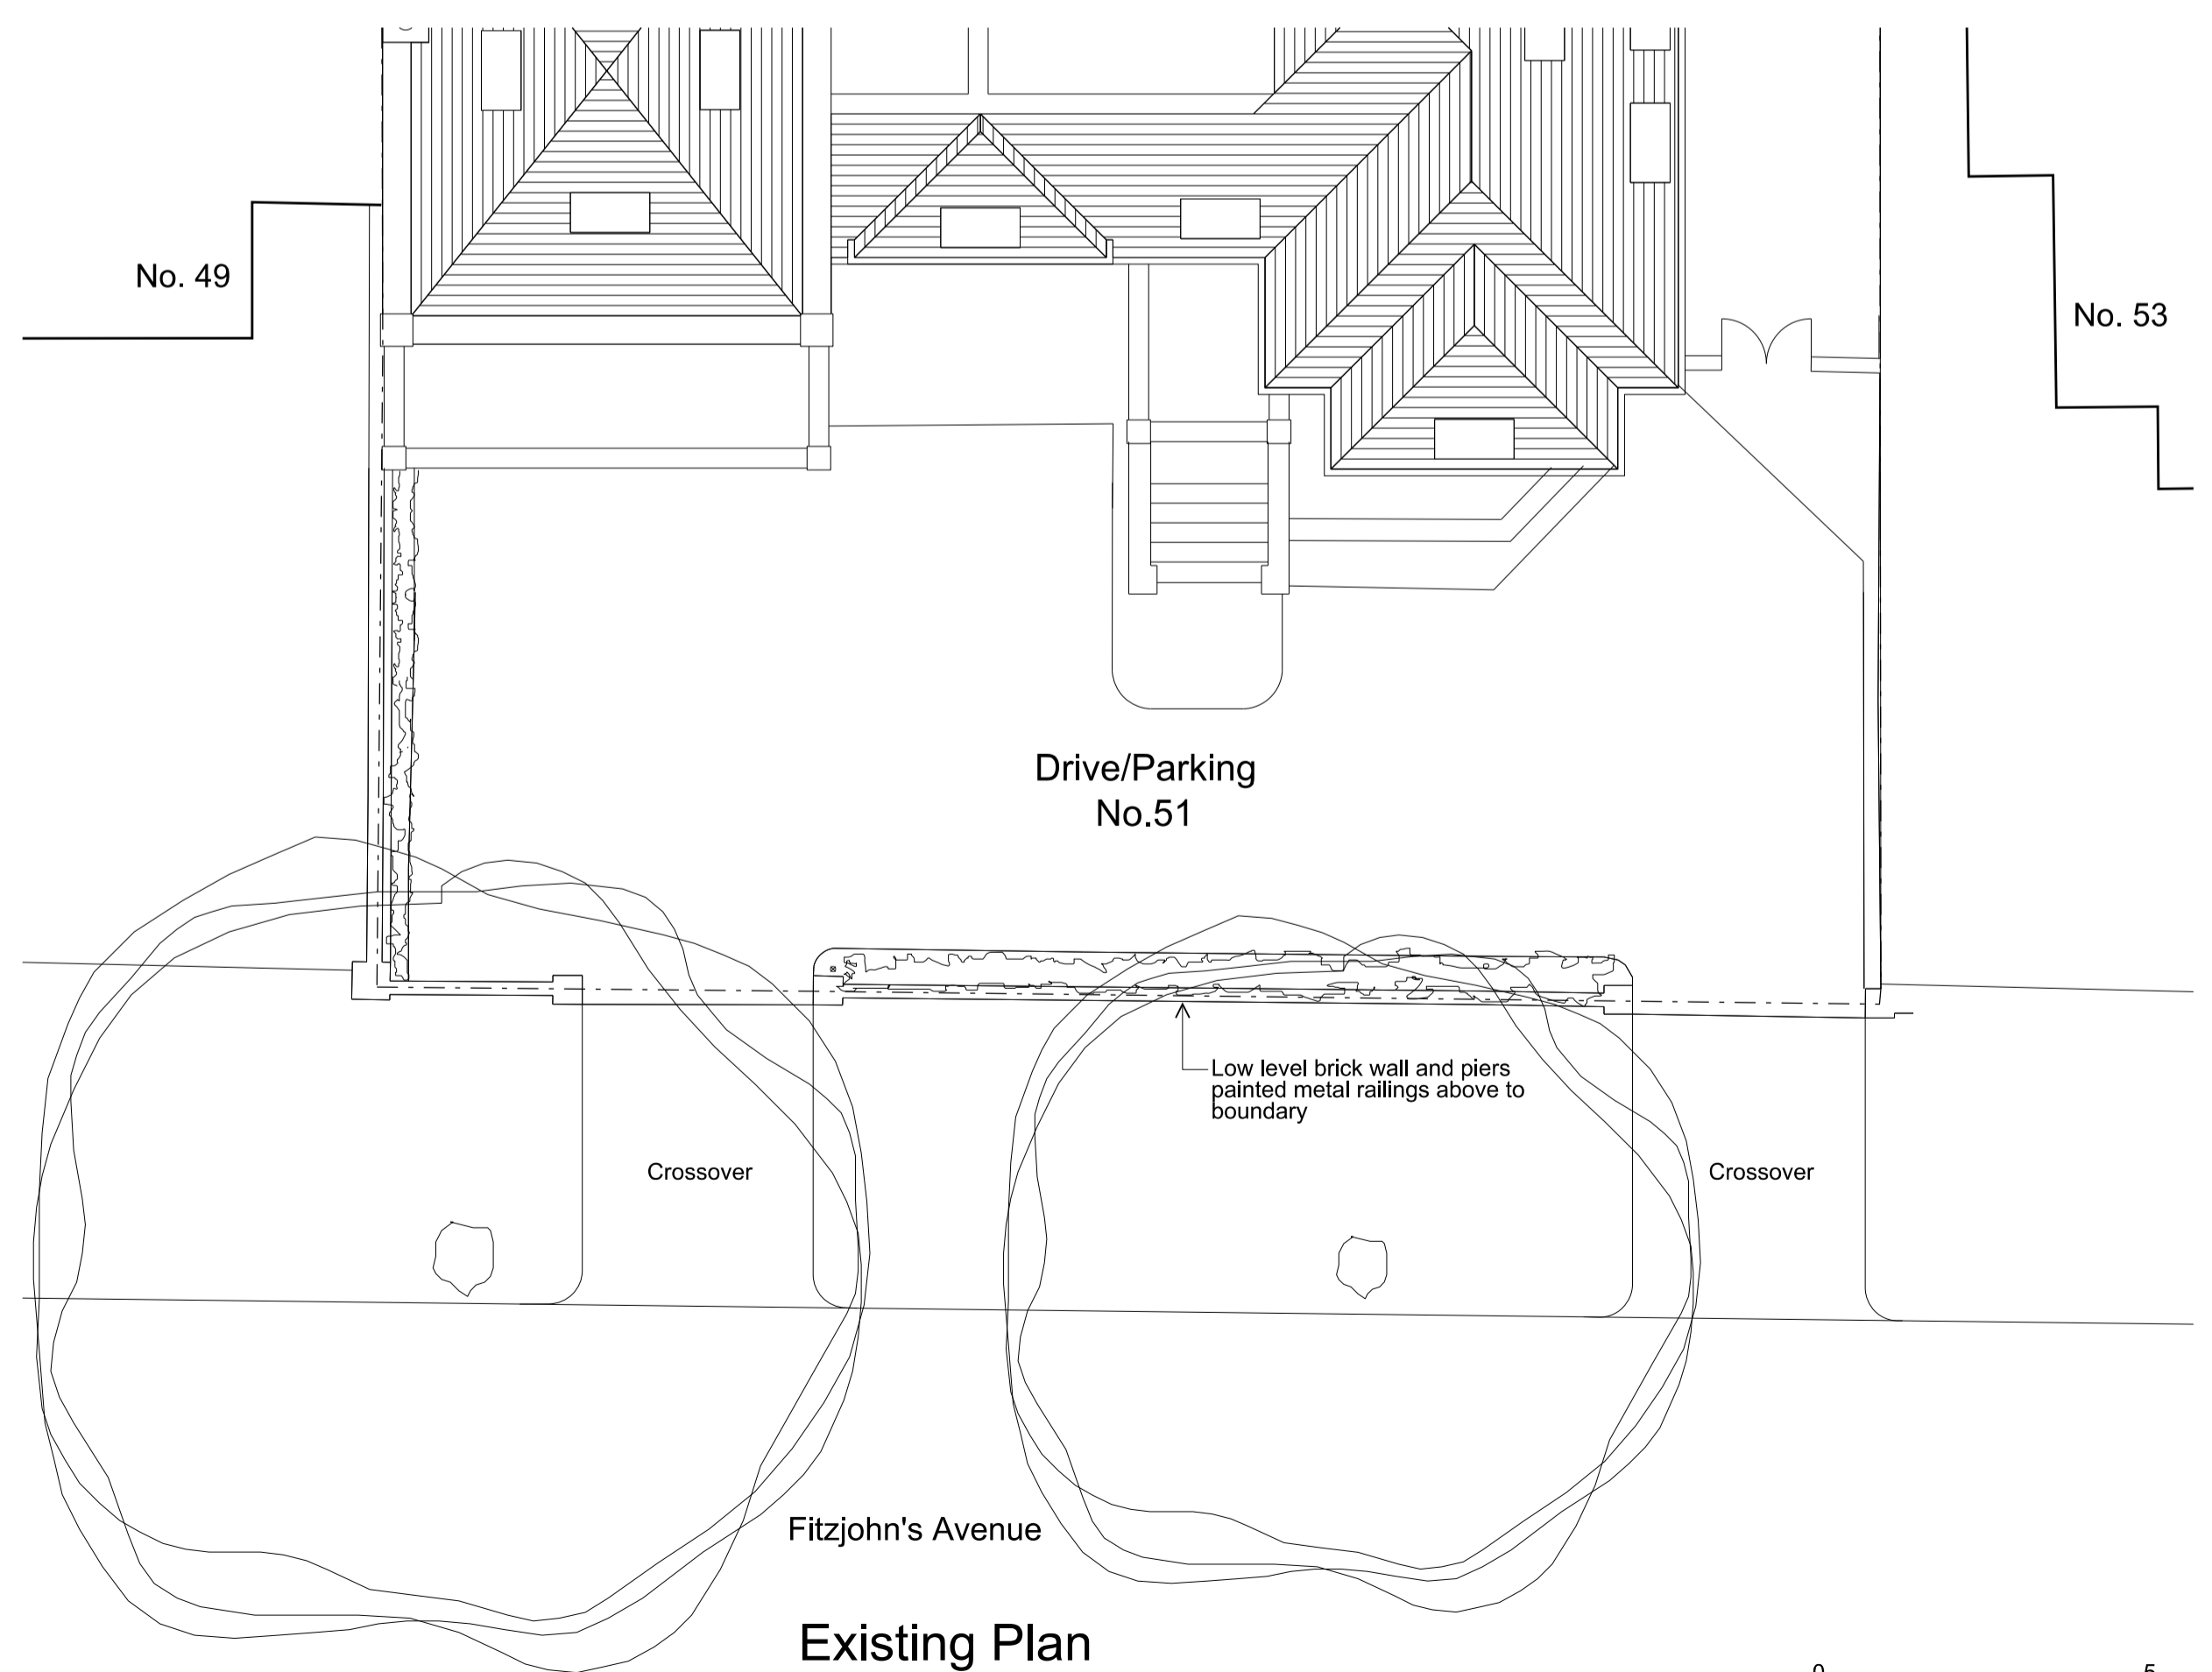 No. 49
No. 53
Drive/Parking
No.51
Low level brick wall and piers
painted metal railings above to
boundary
Crossover
Crossover
Fitzjohn's Avenue
Existing Plan
0
5